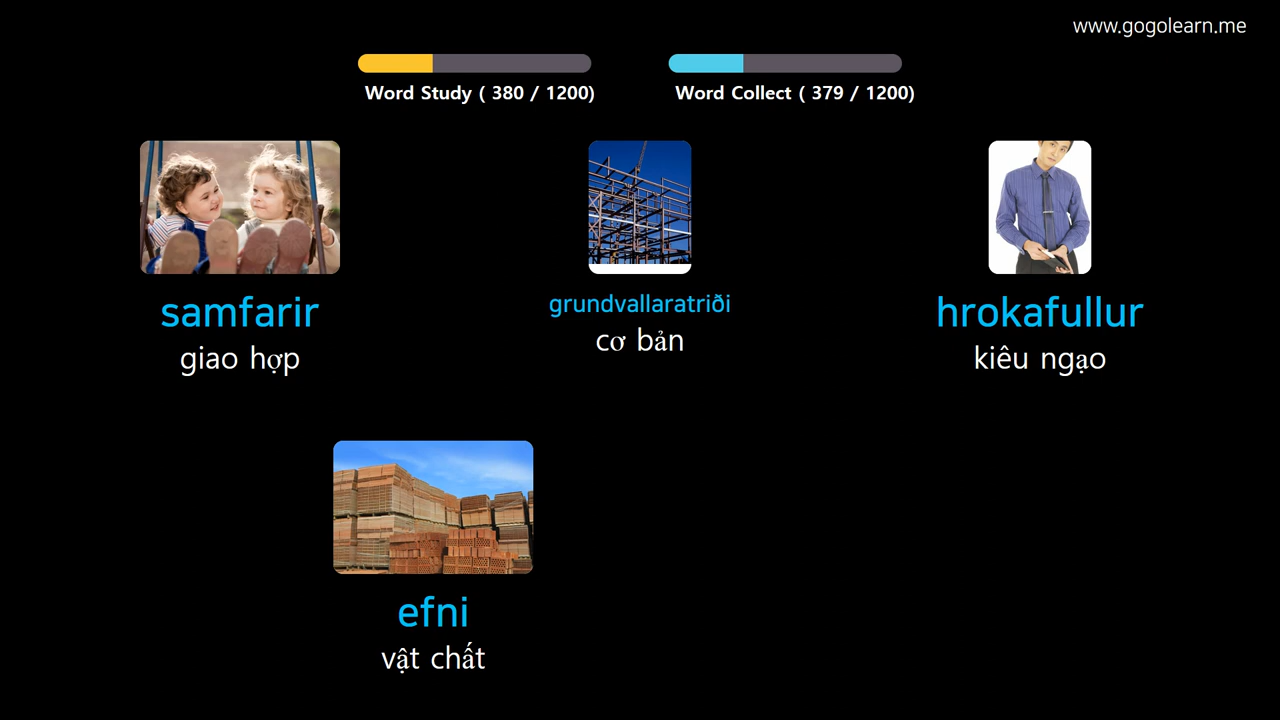 www.gogolearn.me
Word Study ( 380 / 1200)
Word Collect ( 379 / 1200)
samfarir
giao hợp
grundvallaratriði
cơ bản
hrokafullur
kiêu ngạo
efni
vật chất